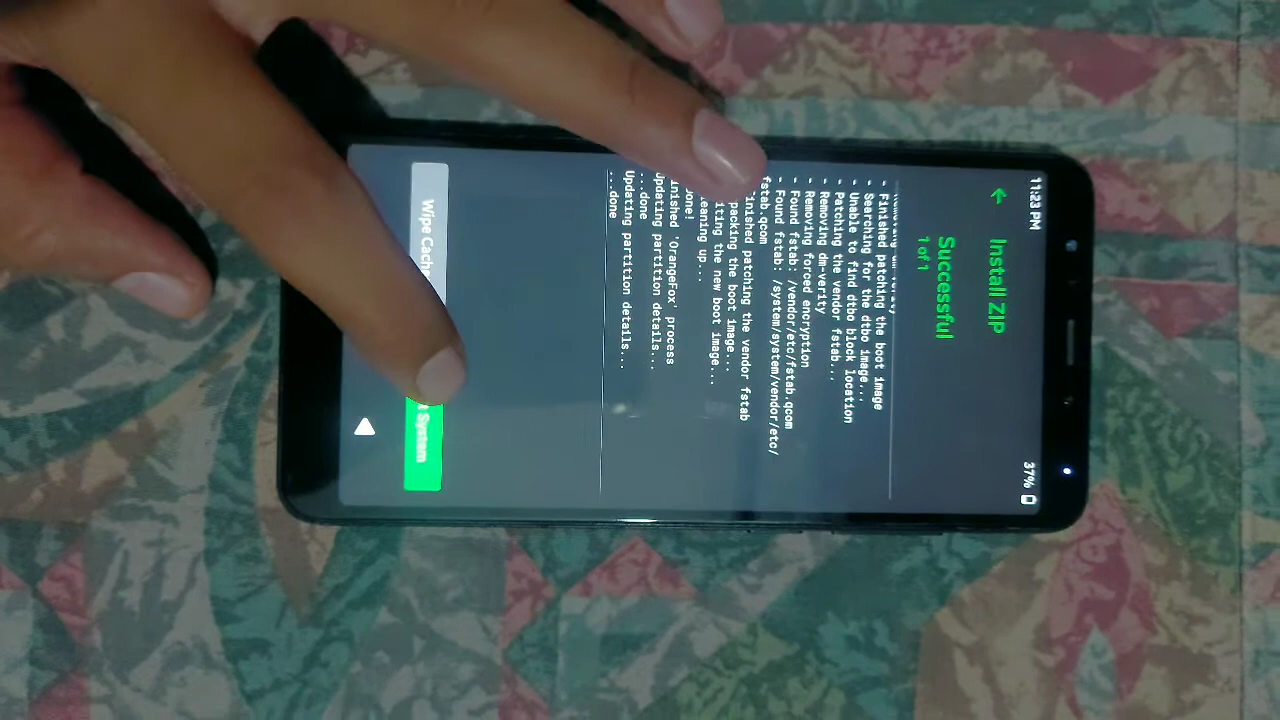 11:23 PM
37%
Install ZIP
Successful
1 of 1
- Finished patching the boot image
- Searching for the dtbo image...
- Unable to find dtbo block location
- Patching the vendor fstab...
- Removing dm-verity
- Removing forced encryption
- Found fstab: /vendor/etc/fstab.qcom
- Found fstab: /system/system/vendor/etc/
fstab.qcom
inished patching the vendor fstab
packing the boot image...
ting the new boot image...
eaning up...
one!
inished 'OrangeFox' process
Updating partition details...
...done
Updating partition details...
...done
Wipe Cache
t System